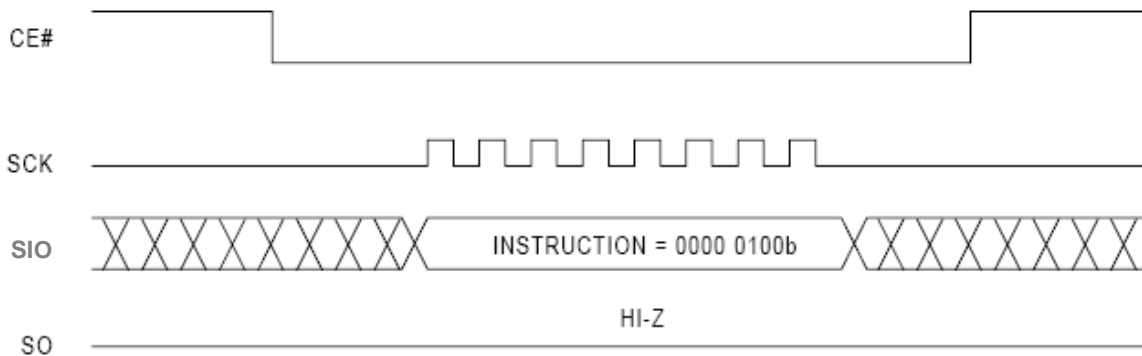 CE#
SCK
SIO
INSTRUCTION = 0000 0100b
HI-Z
SO